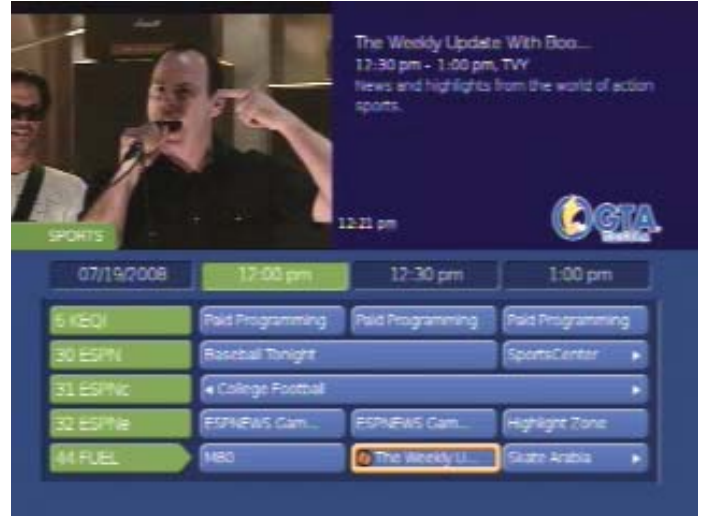 The Weekly Update With Boo...
12:30 pm - 1:00 pm, TVY
News and highlights from the world of action
sports.
12:21 pm
GTA
SPORTS
07/19/2008 12:00 pm 12:30 pm 1:00 pm
6 KEQI Paid Programming Paid Programming Paid Programming
30 ESPN Baseball Tonight SportsCenter
31 ESPNc College Football
32 ESPNe ESPNEWS Gam... ESPNEWS Gam... Highlight Zone
44 FUEL The Weekly U... Skate Arabia